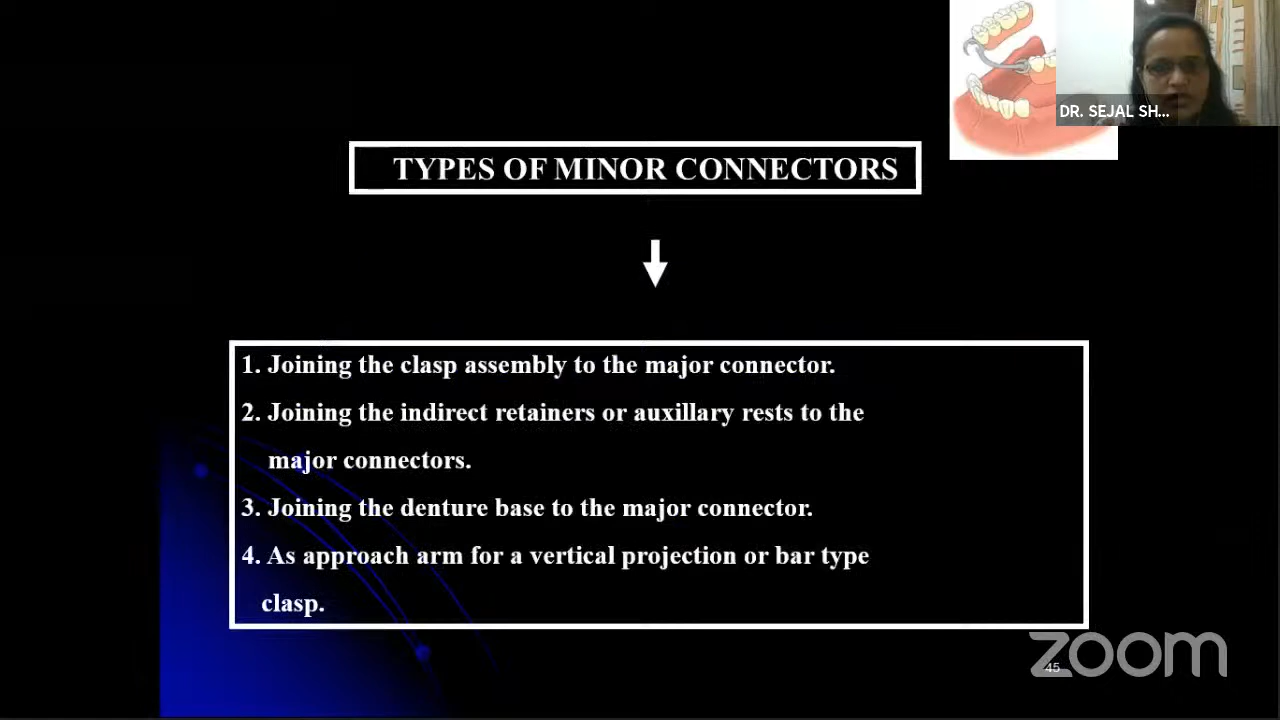 DR. SEJAL SH...
TYPES OF MINOR CONNECTORS
1. Joining the clasp assembly to the major connector.
2. Joining the indirect retainers or auxillary rests to the
major connectors.
3. Joining the denture base to the major connector.
4. As approach arm for a vertical projection or bar type
clasp.
zoom
45